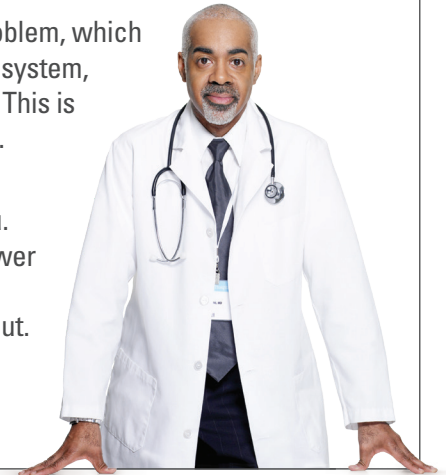 oblem, which
system,
This is
.
.
wer
ut.